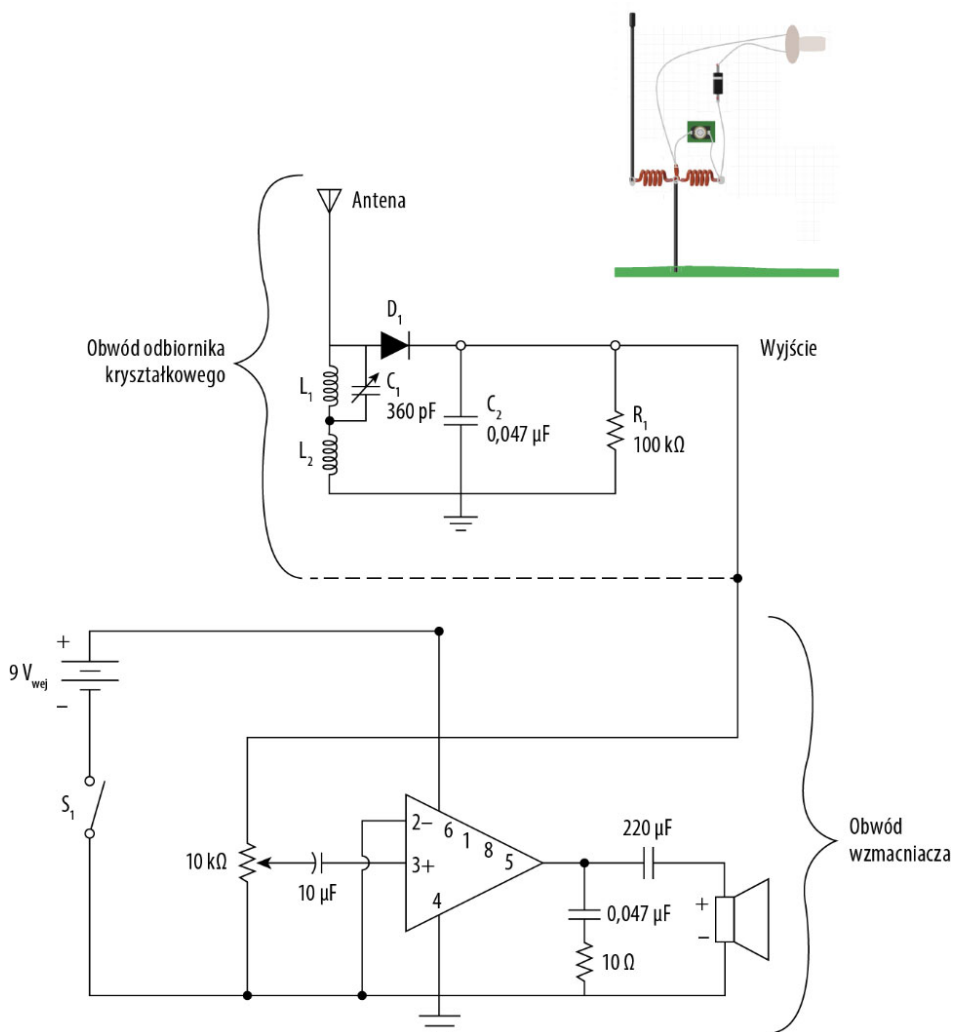 Antena
D₁
Obwód odbiornika
kryształkowego
Wyjście
L₁
C₁
360 pF
C₂
0,047 µF
R₁
100 kΩ
L₂
+
9 V_wej
–
S₁
10 kΩ
10 µF
2–
6
1
8
5
3+
4
220 µF
0,047 µF
10 Ω
+
–
Obwód
wzmacniacza